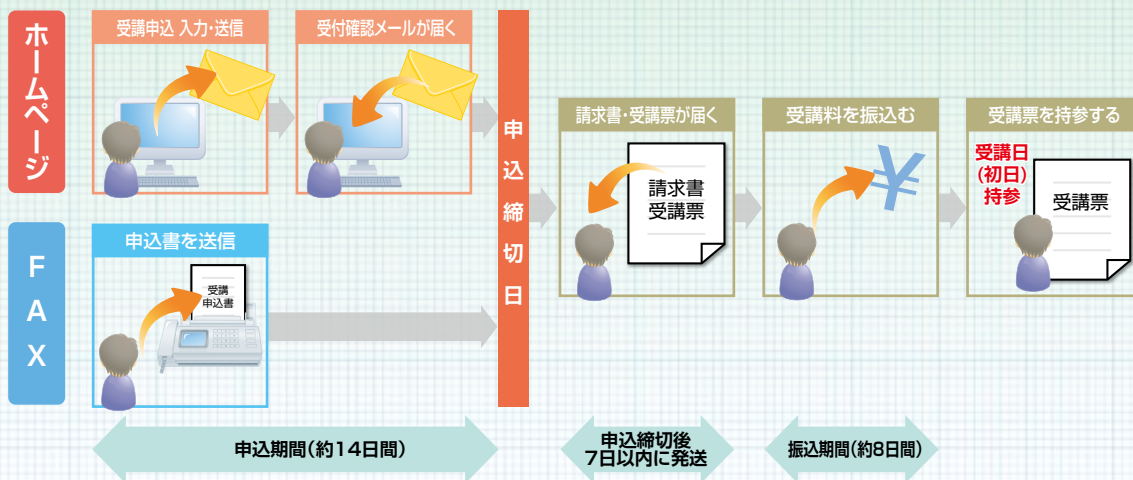 ホームページ
受講申込 入力・送信
受付確認メールが届く
FAX
申込書を送信
受講
申込書
申込締切日
請求書・受講票が届く
請求書
受講票
受講料を振込む
¥
受講票を持参する
受講日
(初日)
持参
受講票
申込期間(約14日間)
申込締切後
7日以内に発送
振込期間(約8日間)